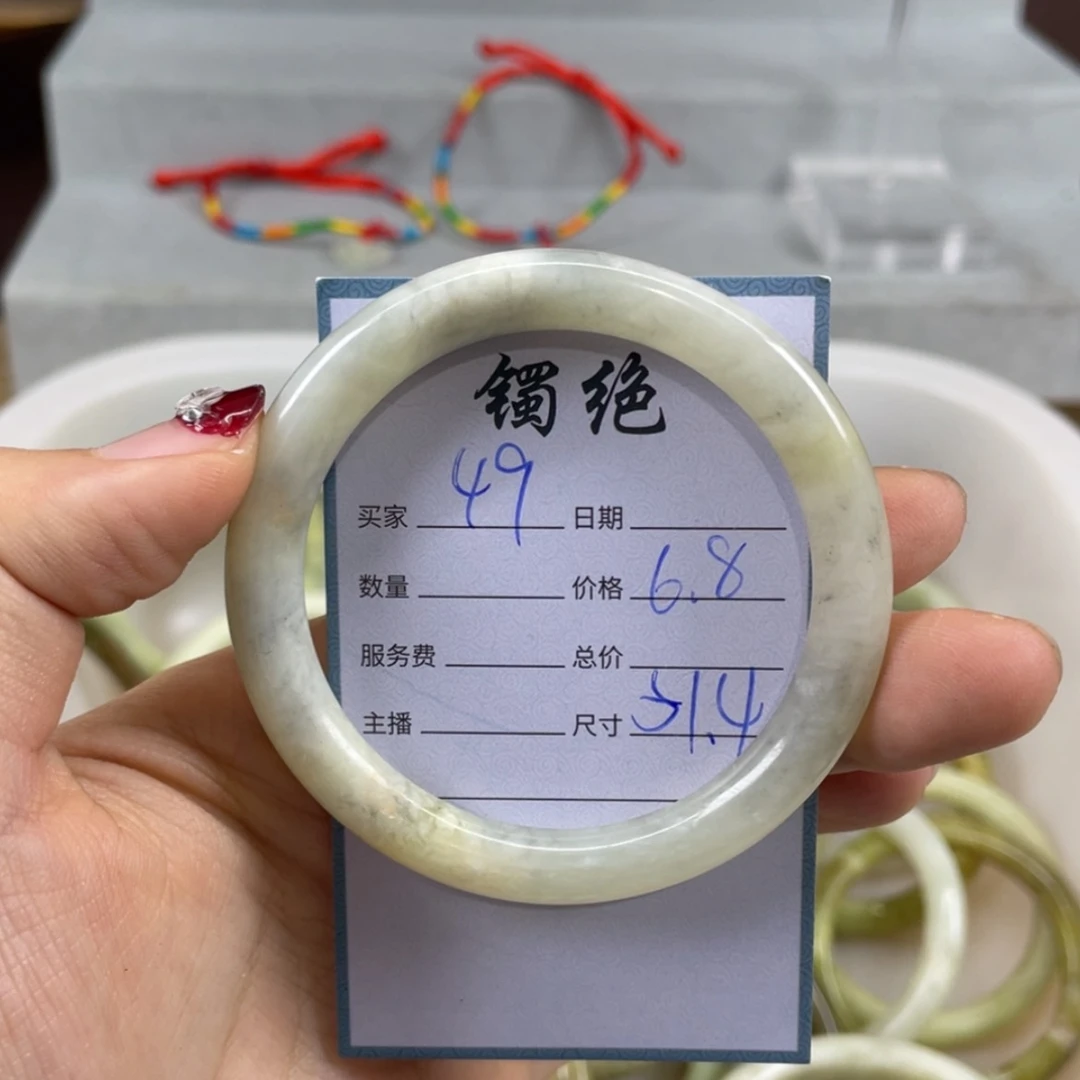 镯绝
买家 49 日期
数量 价格 6.8
服务费 总价
主播 尺寸 51.4